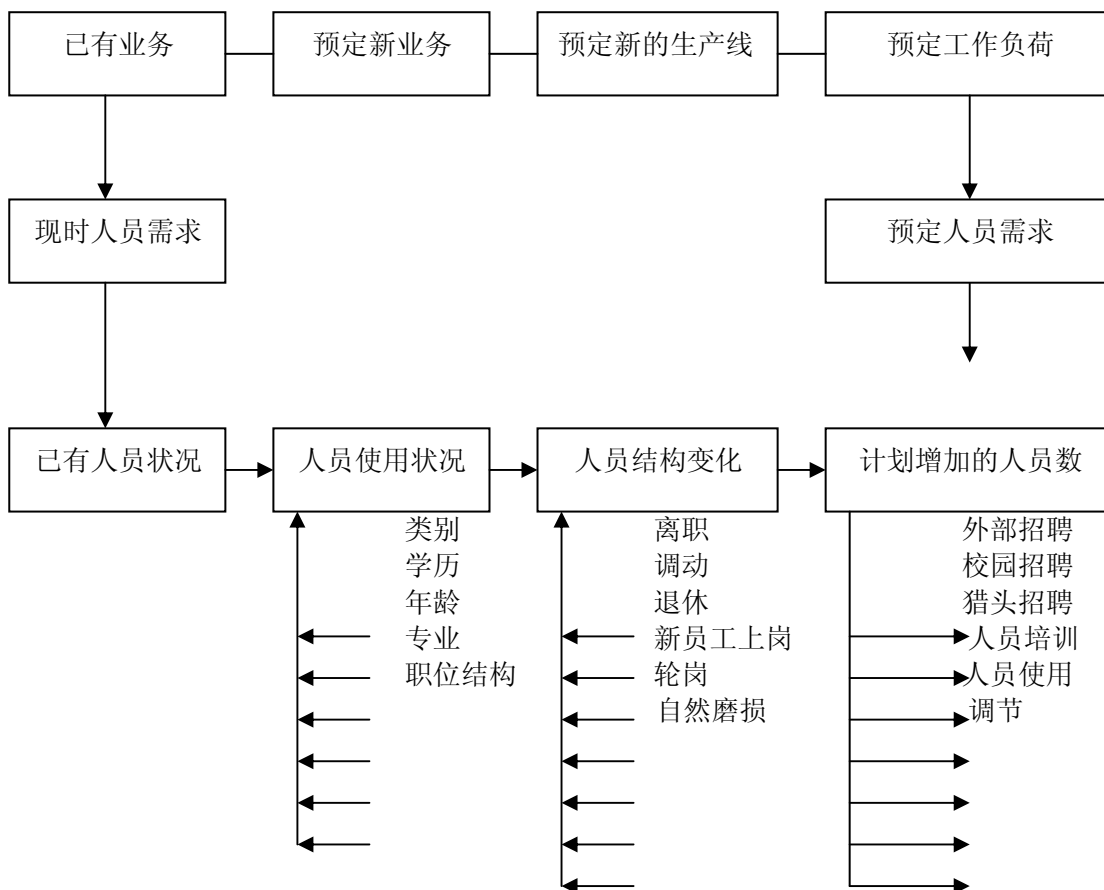 已有业务
预定新业务
预定新的生产线
预定工作负荷
现时人员需求
预定人员需求
已有人员状况
人员使用状况
人员结构变化
计划增加的人员数
类别
学历
年龄
专业
职位结构
离职
调动
退休
新员工上岗
轮岗
自然磨损
外部招聘
校园招聘
猎头招聘
人员培训
人员使用
调节